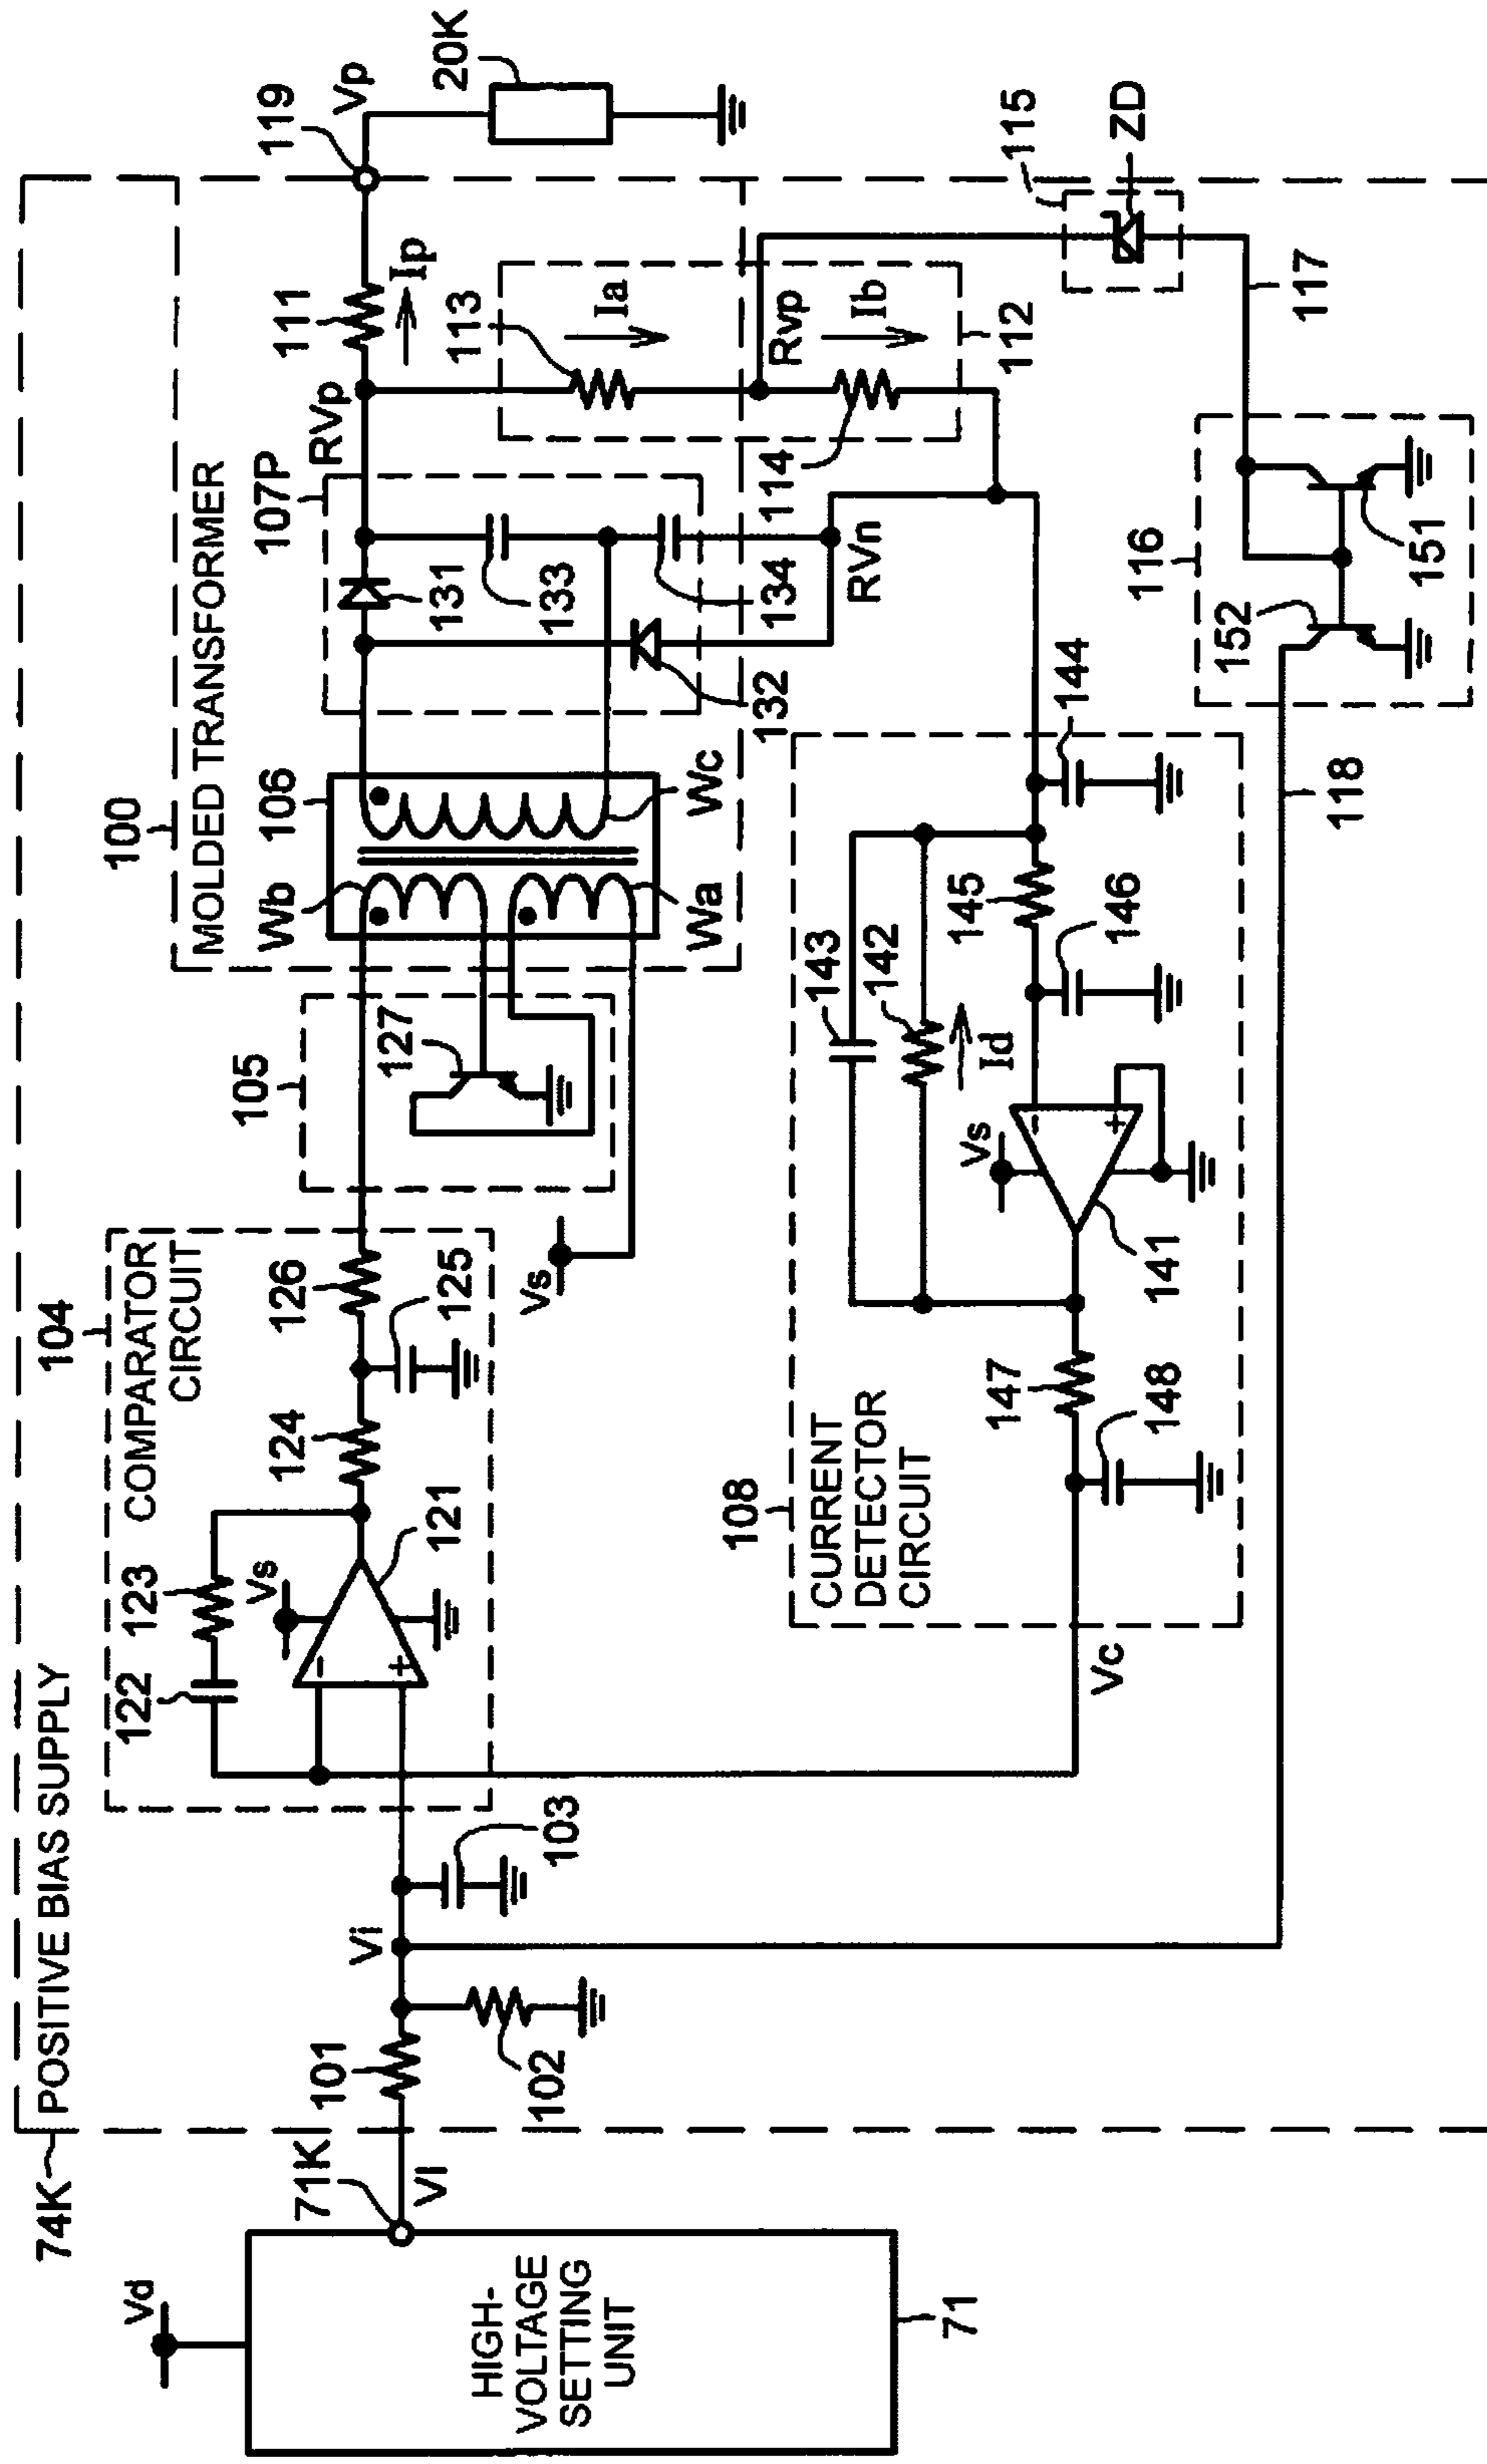 74K
POSITIVE BIAS SUPPLY
100
MOLDED TRANSFORMER
104
COMPARATOR
CIRCUIT
Vd
HIGH-
VOLTAGE
SETTING
UNIT
71
71K
VI
101
102
Vi
103
122
123
Vs
121
124
125
126
105
127
Vs
Wb
106
Wa
Wc
107P
131
132
133
134
RVp
RVn
111
Ip
119
Vp
20K
113
Ia
Rvp
Ib
114
112
115
ZD
117
108
CURRENT
DETECTOR
CIRCUIT
Vc
147
148
141
Vs
143
142
Id
145
146
144
116
152
151
118